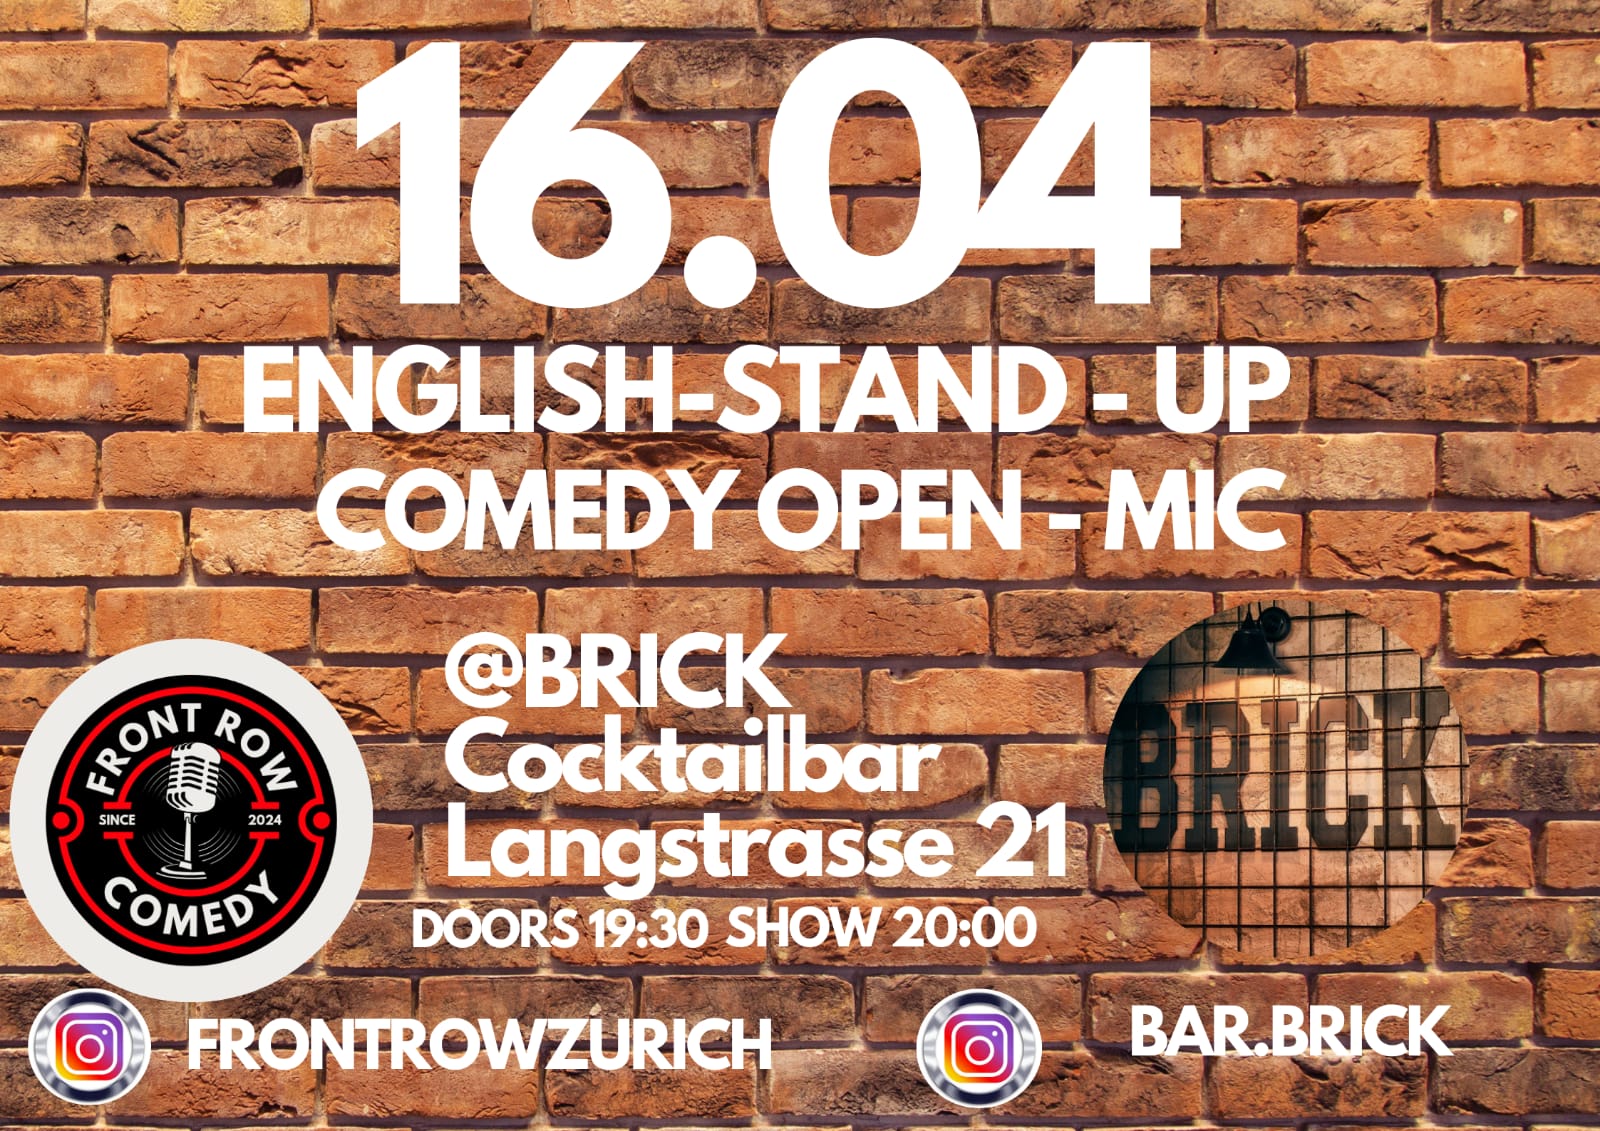 16.04
ENGLISH-STAND - UP
COMEDY OPEN - MIC
@BRICK
Cocktailbar
Langstrasse 21
DOORS 19:30 SHOW 20:00
FRONT ROW
SINCE 2024
COMEDY
BRICK
FRONTROWZURICH
BAR.BRICK